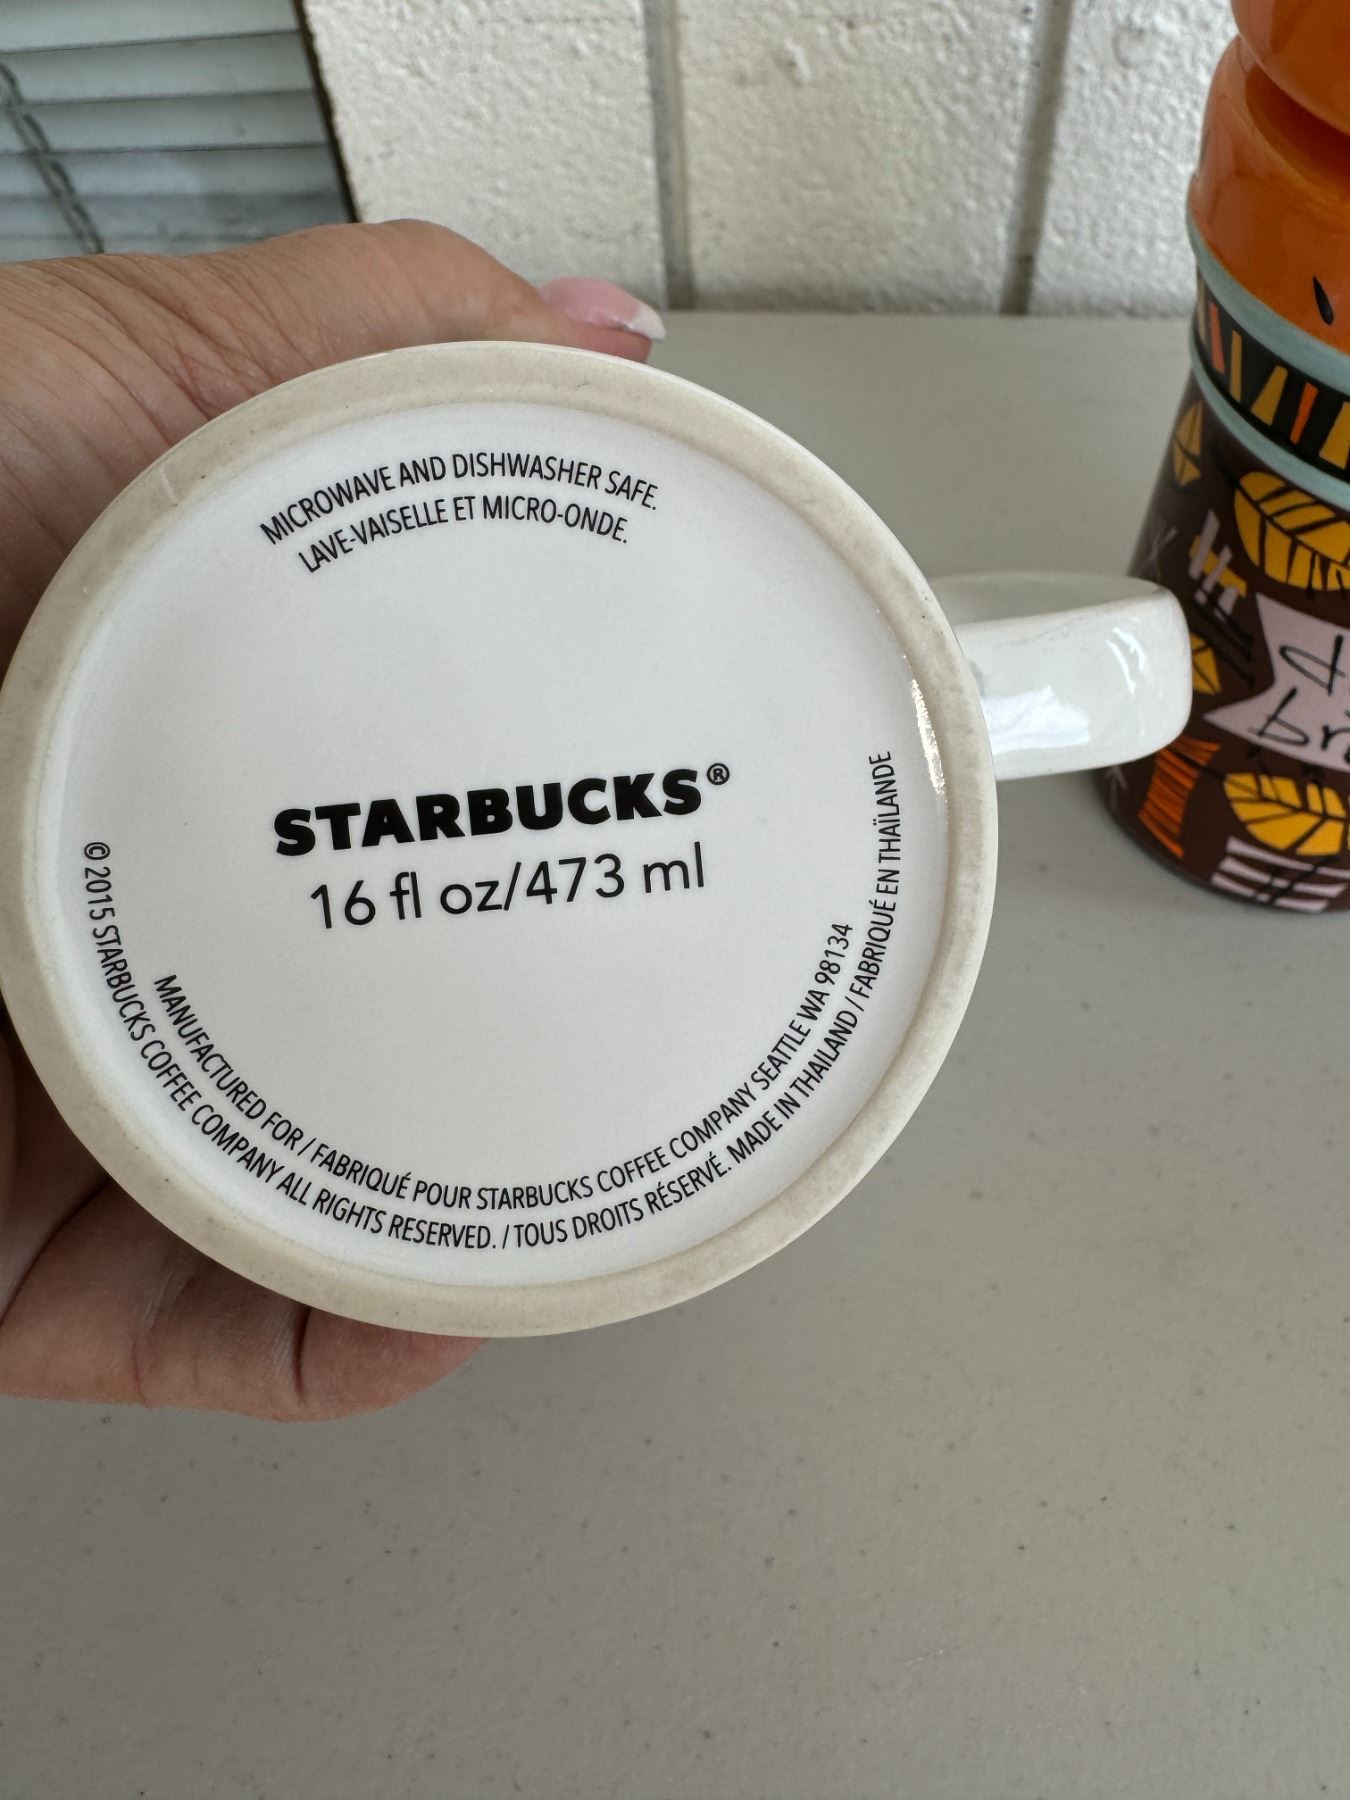 MICROWAVE AND DISHWASHER SAFE.
LAVE-VAISELLE ET MICRO-ONDE.
STARBUCKS®
16 fl oz/473 ml
MANUFACTURED FOR / FABRIQUÉ POUR STARBUCKS COFFEE COMPANY SEATTLE WA 98134
© 2015 STARBUCKS COFFEE COMPANY ALL RIGHTS RESERVED. / TOUS DROITS RÉSERVÉ. MADE IN THAILAND / FABRIQUÉ EN THAÏLANDE